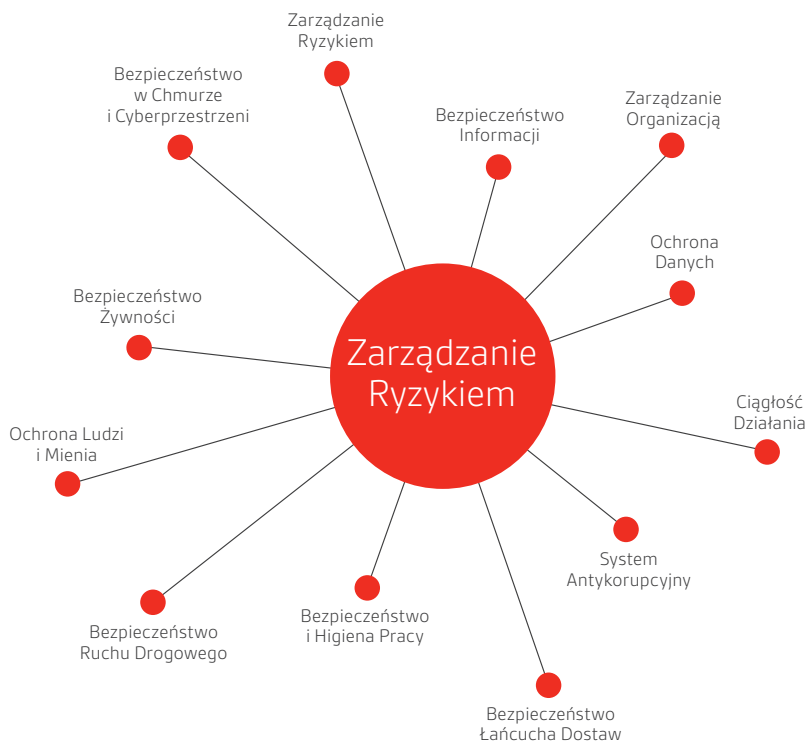 Zarządzanie
Ryzykiem
Bezpieczeństwo
w Chmurze
i Cyberprzestrzeni
Bezpieczeństwo
Informacji
Zarządzanie
Organizacją
Ochrona
Danych
Bezpieczeństwo
Żywności
Zarządzanie
Ryzykiem
Ciągłość
Działania
Ochrona Ludzi
i Mienia
System
Antykorupcyjny
Bezpieczeństwo
i Higiena Pracy
Bezpieczeństwo
Ruchu Drogowego
Bezpieczeństwo
Łańcucha Dostaw